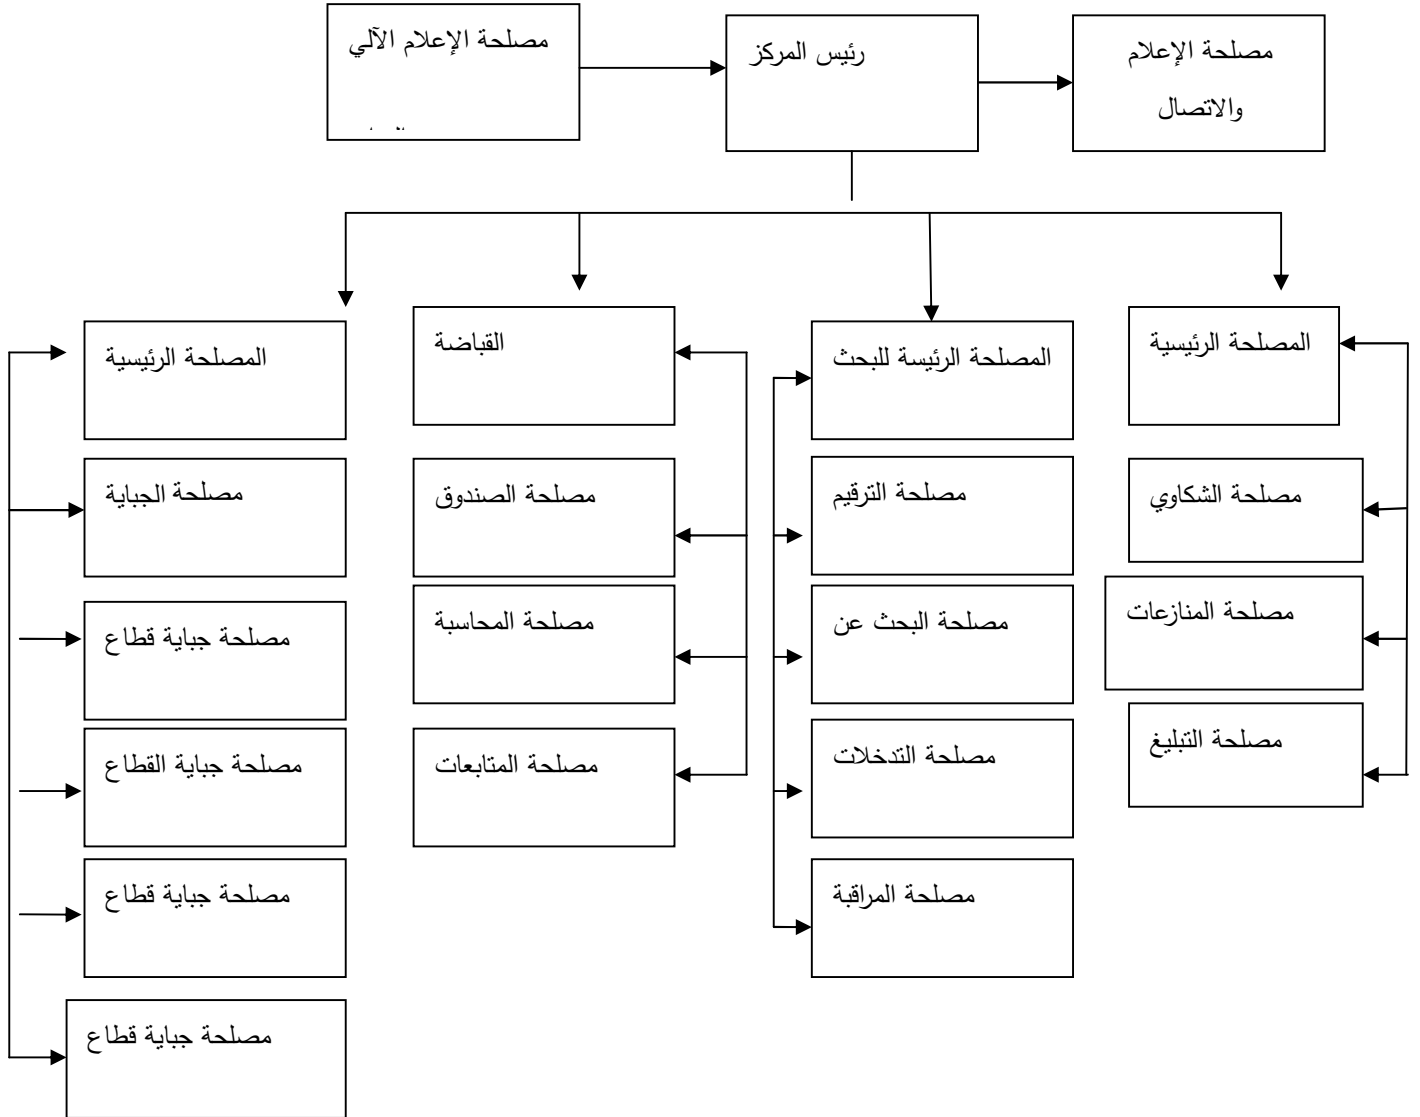 مصلحة الإعلام
والاتصال
رئيس المركز
مصلحة الإعلام الآلي
المصلحة الرئيسية
مصلحة الشكاوي
مصلحة المنازعات
مصلحة التبليغ
المصلحة الرئيسة للبحث
مصلحة الترقيم
مصلحة البحث عن
مصلحة التدخلات
مصلحة المراقبة
القباضة
مصلحة الصندوق
مصلحة المحاسبة
مصلحة المتابعات
المصلحة الرئيسية
مصلحة الجباية
مصلحة جباية قطاع
مصلحة جباية القطاع
مصلحة جباية قطاع
مصلحة جباية قطاع